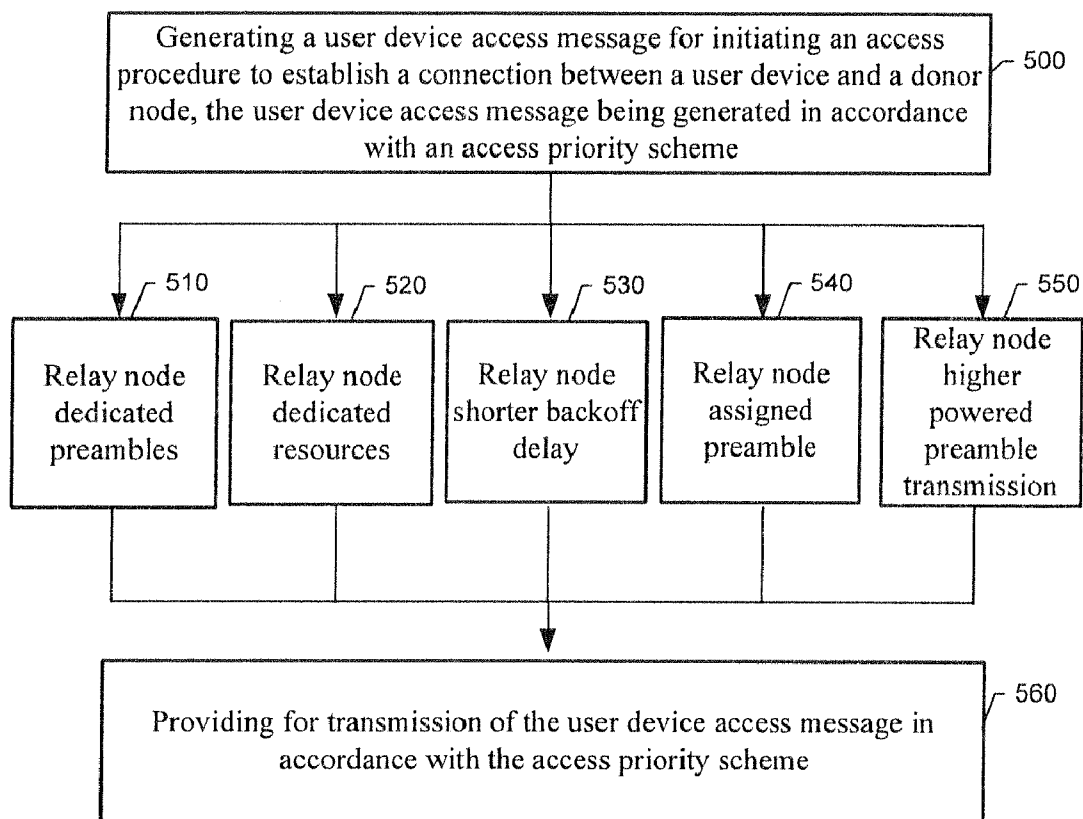 Generating a user device access message for initiating an access
procedure to establish a connection between a user device and a donor
node, the user device access message being generated in accordance
with an access priority scheme
500
510
520
530
540
550
Relay node
dedicated
preambles
Relay node
dedicated
resources
Relay node
shorter backoff
delay
Relay node
assigned
preamble
Relay node
higher
powered
preamble
transmission
560
Providing for transmission of the user device access message in
accordance with the access priority scheme